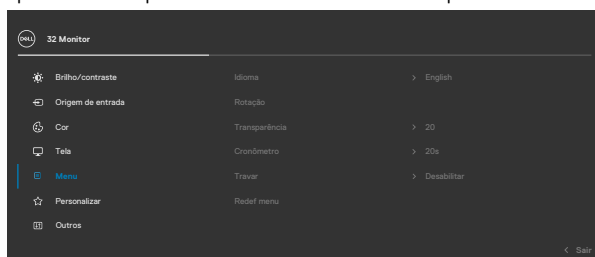 DELL 32 Monitor
Brilho/contraste Idioma > English
Origem de entrada Rotação
Cor Transparência > 20
Tela Cronômetro > 20s
Menu Travar > Desabilitar
Personalizar Redef menu
Outros
< Sair